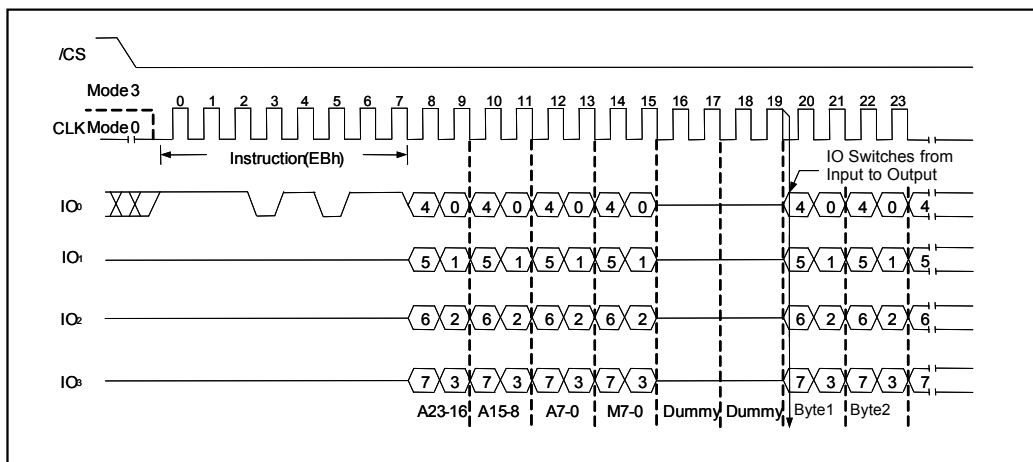 /CS
Mode 3
0 1 2 3 4 5 6 7 8 9 10 11 12 13 14 15 16 17 18 19 20 21 22 23
CLK Mode 0
Instruction(EBh)
IO Switches from
Input to Output
IO0 4 0 4 0 4 0 4 0 4 0 4 0 4
IO1 5 1 5 1 5 1 5 1 5 1 5 1 5
IO2 6 2 6 2 6 2 6 2 6 2 6 2 6
IO3 7 3 7 3 7 3 7 3 7 3 7 3 7
A23-16 A15-8 A7-0 M7-0 Dummy Dummy Byte1 Byte2